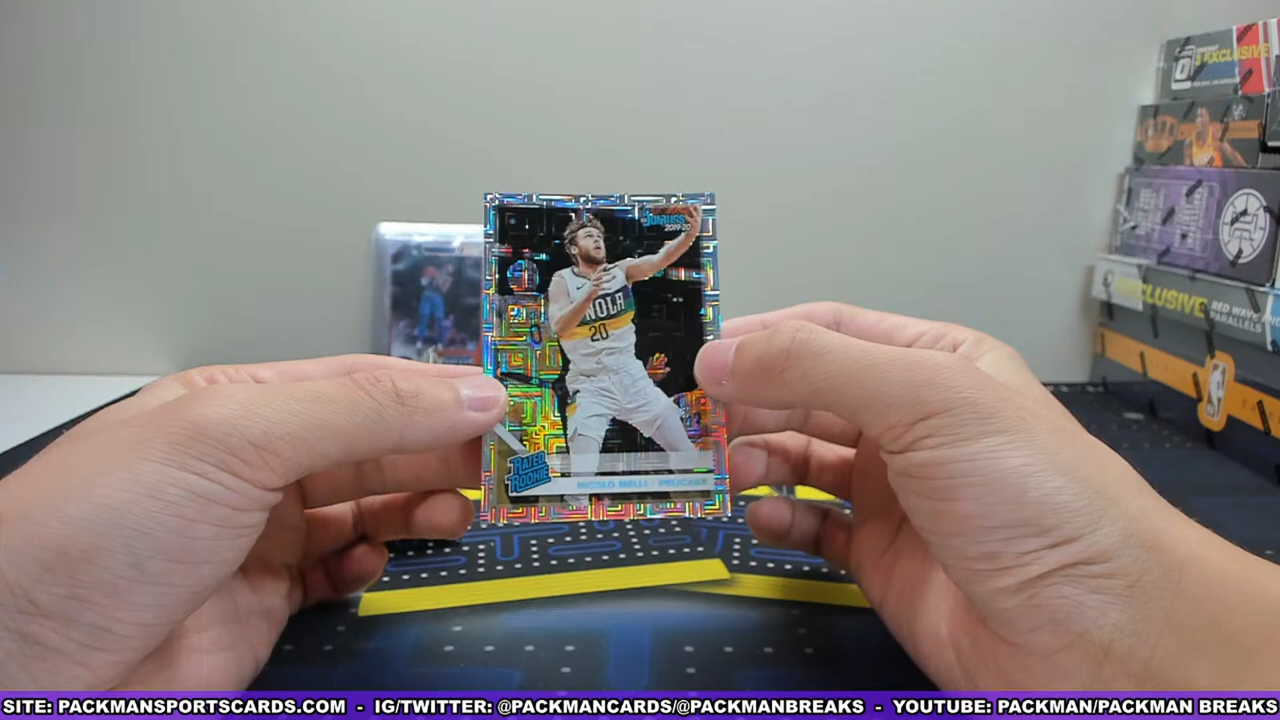 EXCLUSIVE
DONRUSS
2019-20
NOLA
20
EXCLUSIVE RED WAVE
PARALLELS
RATED
ROOKIE
NICOLO MELLI - PELICANS
SITE: PACKMANSPORTSCARDS.COM - IG/TWITTER: @PACKMANCARDS/@PACKMANBREAKS - YOUTUBE: PACKMAN/PACKMAN BREAKS